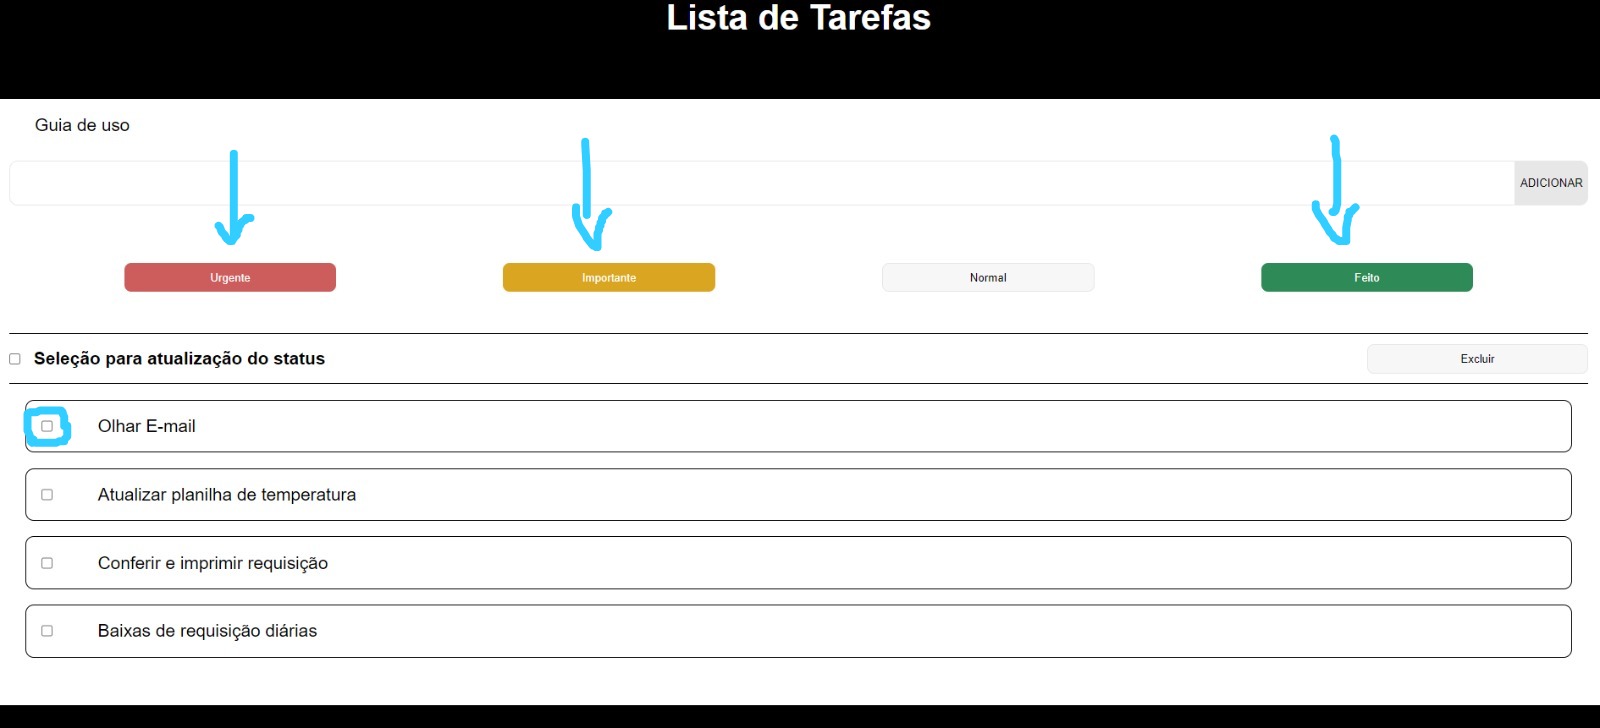 Lista de Tarefas
Guia de uso
ADICIONAR
Urgente Importante Normal Feito
Seleção para atualização do status Excluir
Olhar E-mail
Atualizar planilha de temperatura
Conferir e imprimir requisição
Baixas de requisição diárias